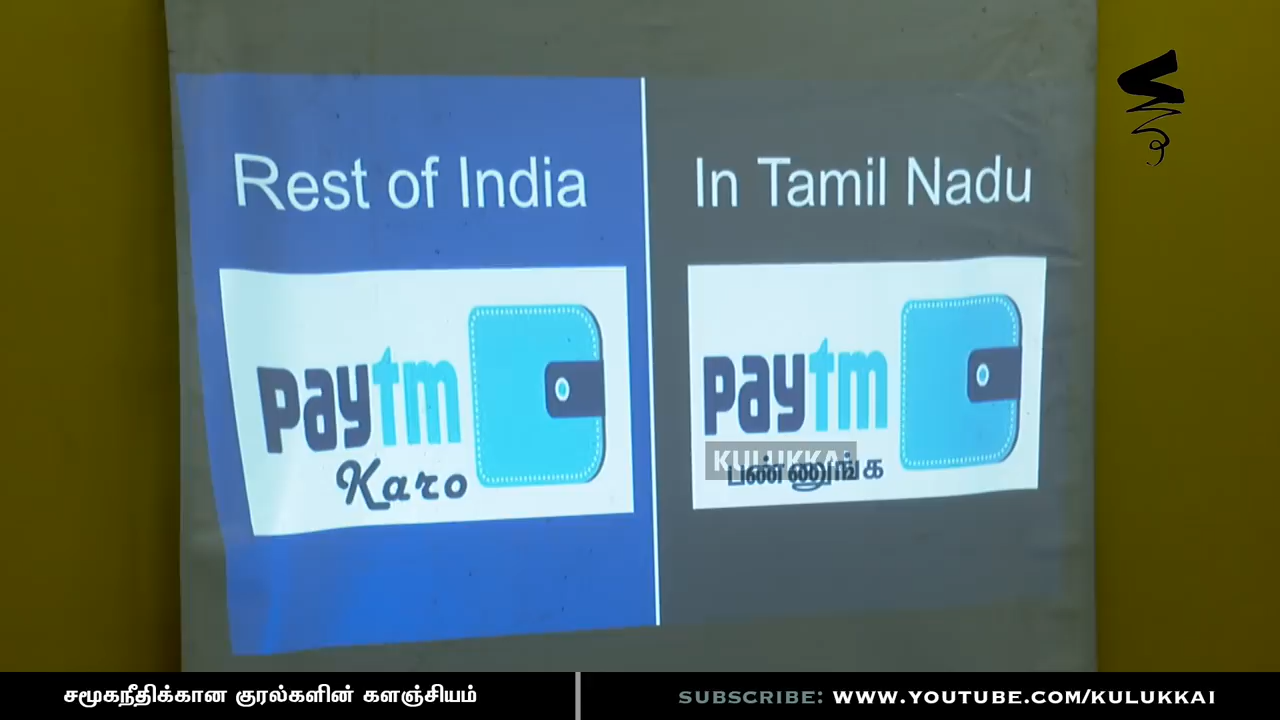 Rest of India
paytm
Karo
In Tamil Nadu
paytm
KULUKKAI
பண்ணுங்க
சமூகநீதிக்கான குரல்களின் களஞ்சியம்
SUBSCRIBE: WWW.YOUTUBE.COM/KULUKKAI